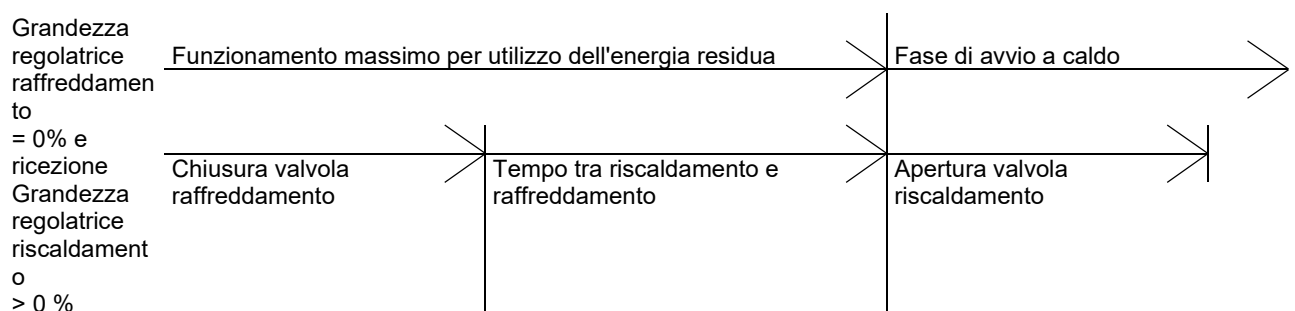 Grandezza
regolatrice
raffreddamen
to
= 0% e
ricezione
Grandezza
regolatrice
riscaldament
o
> 0 %
Funzionamento massimo per utilizzo dell'energia residua
Fase di avvio a caldo
Chiusura valvola
raffreddamento
Tempo tra riscaldamento e
raffreddamento
Apertura valvola
riscaldamento